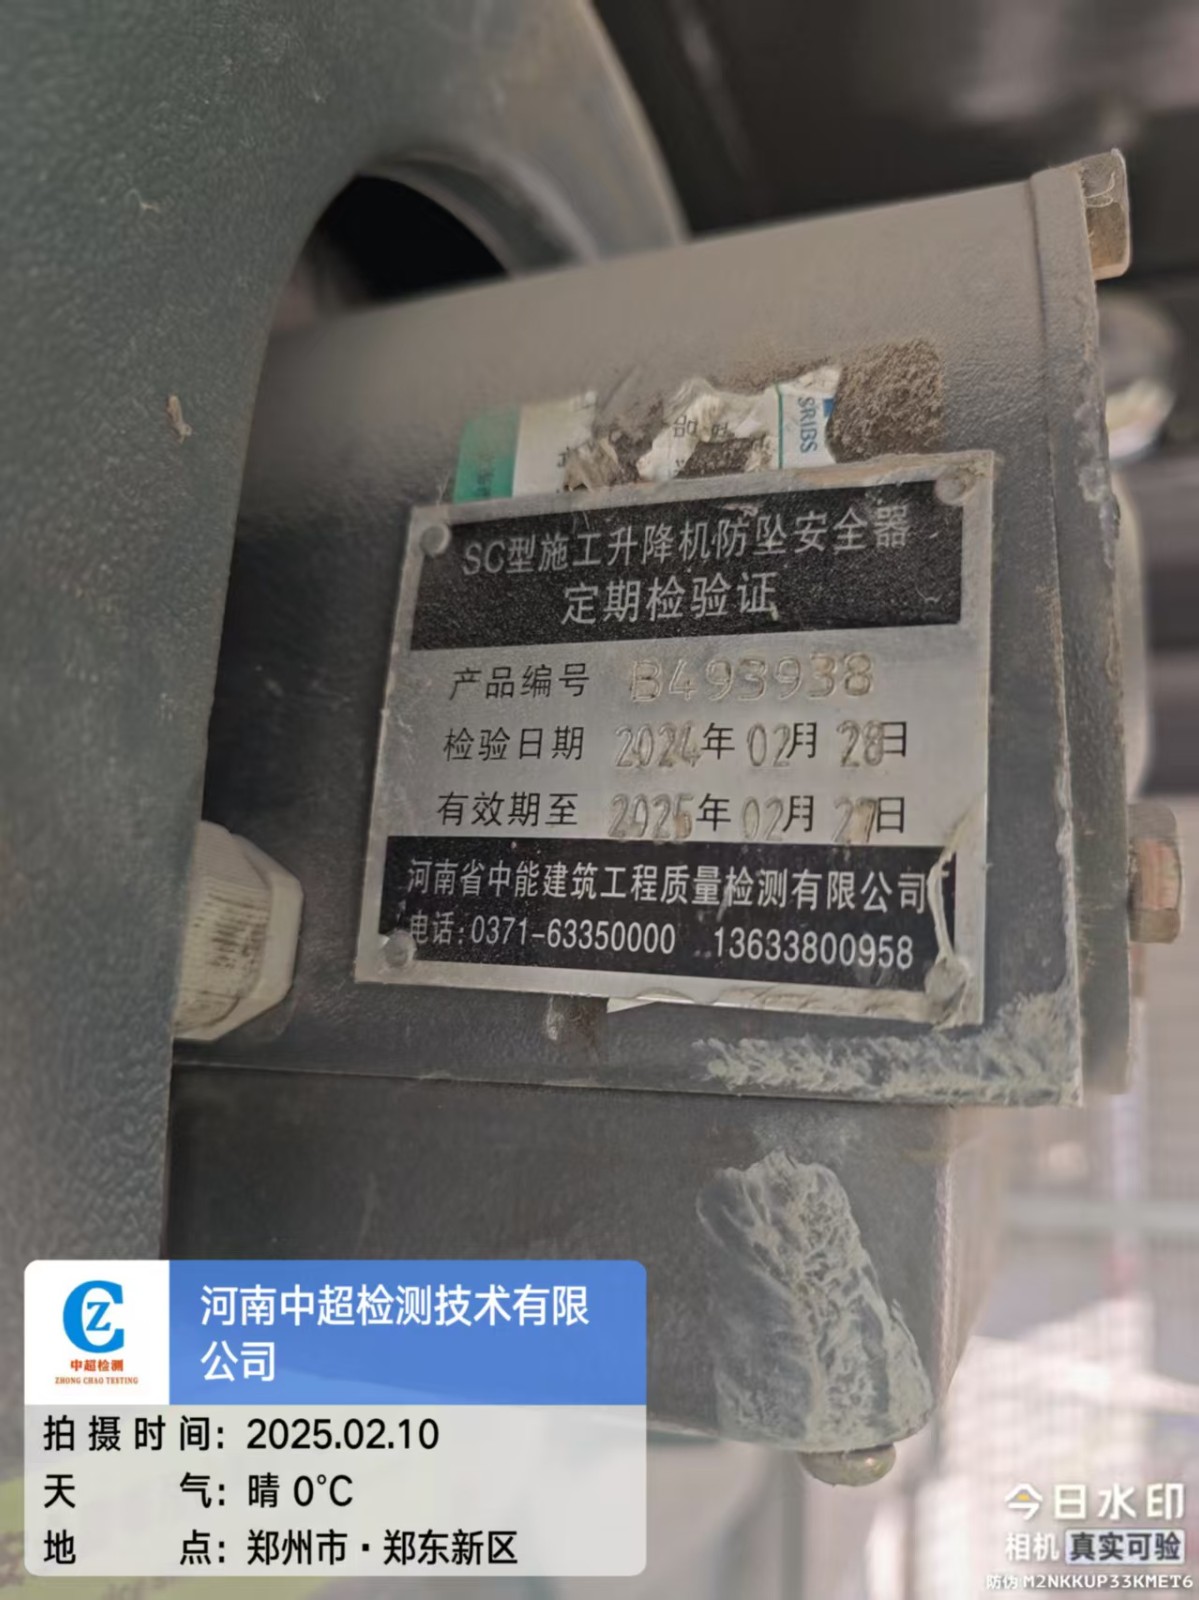 SRIBS
SC型施工升降机防坠安全器
定期检验证
产品编号 B493938
检验日期 2024年02月28日
有效期至 2025年02月27日
河南省中能建筑工程质量检测有限公司
电话:0371-63350000 13633800958
河南中超检测技术有限
公司
CZ
中超检测
ZHONG CHAO TESTING
拍摄时间: 2025.02.10
天气: 晴 0°C
地点: 郑州市·郑东新区
今日水印
相机 真实可验
防伪 M2NKKUP33KMET6